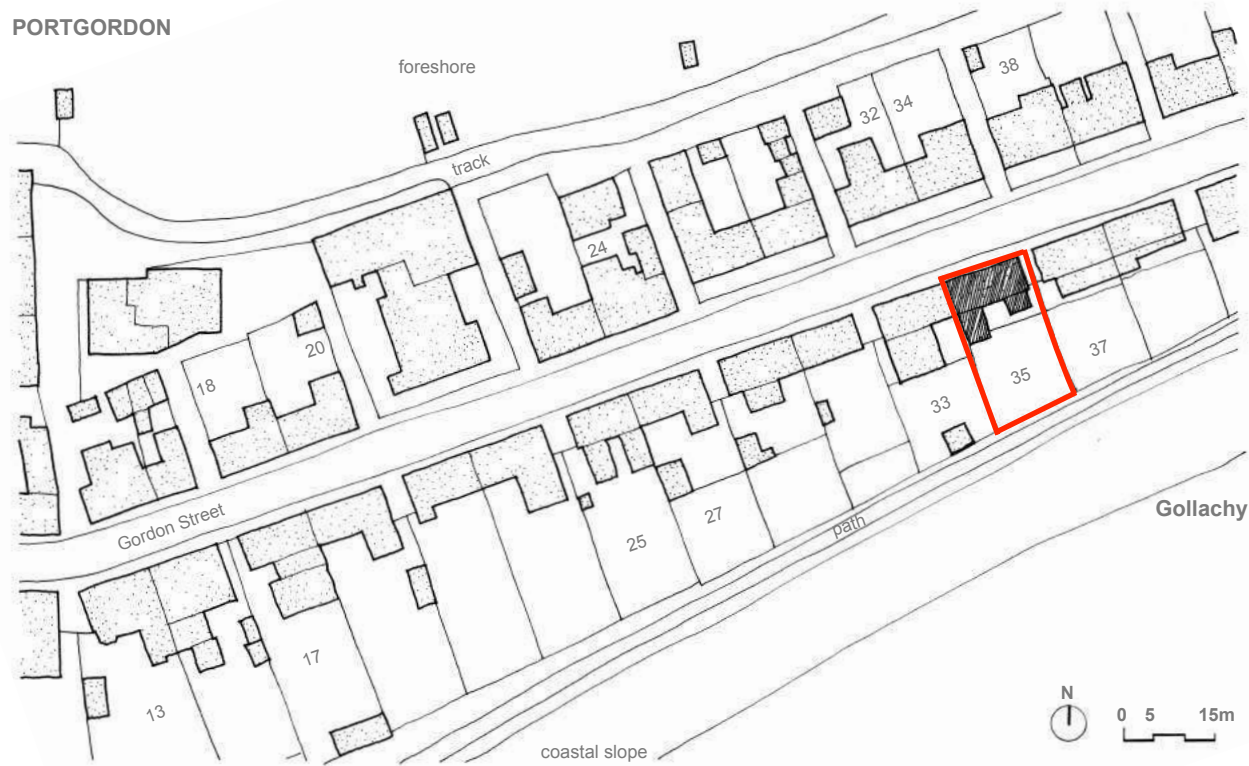 PORTGORDON
foreshore
38
32
34
track
24
20
18
37
35
33
Gordon Street
Gollachy
27
path
25
17
13
coastal slope
N
0 5 15m